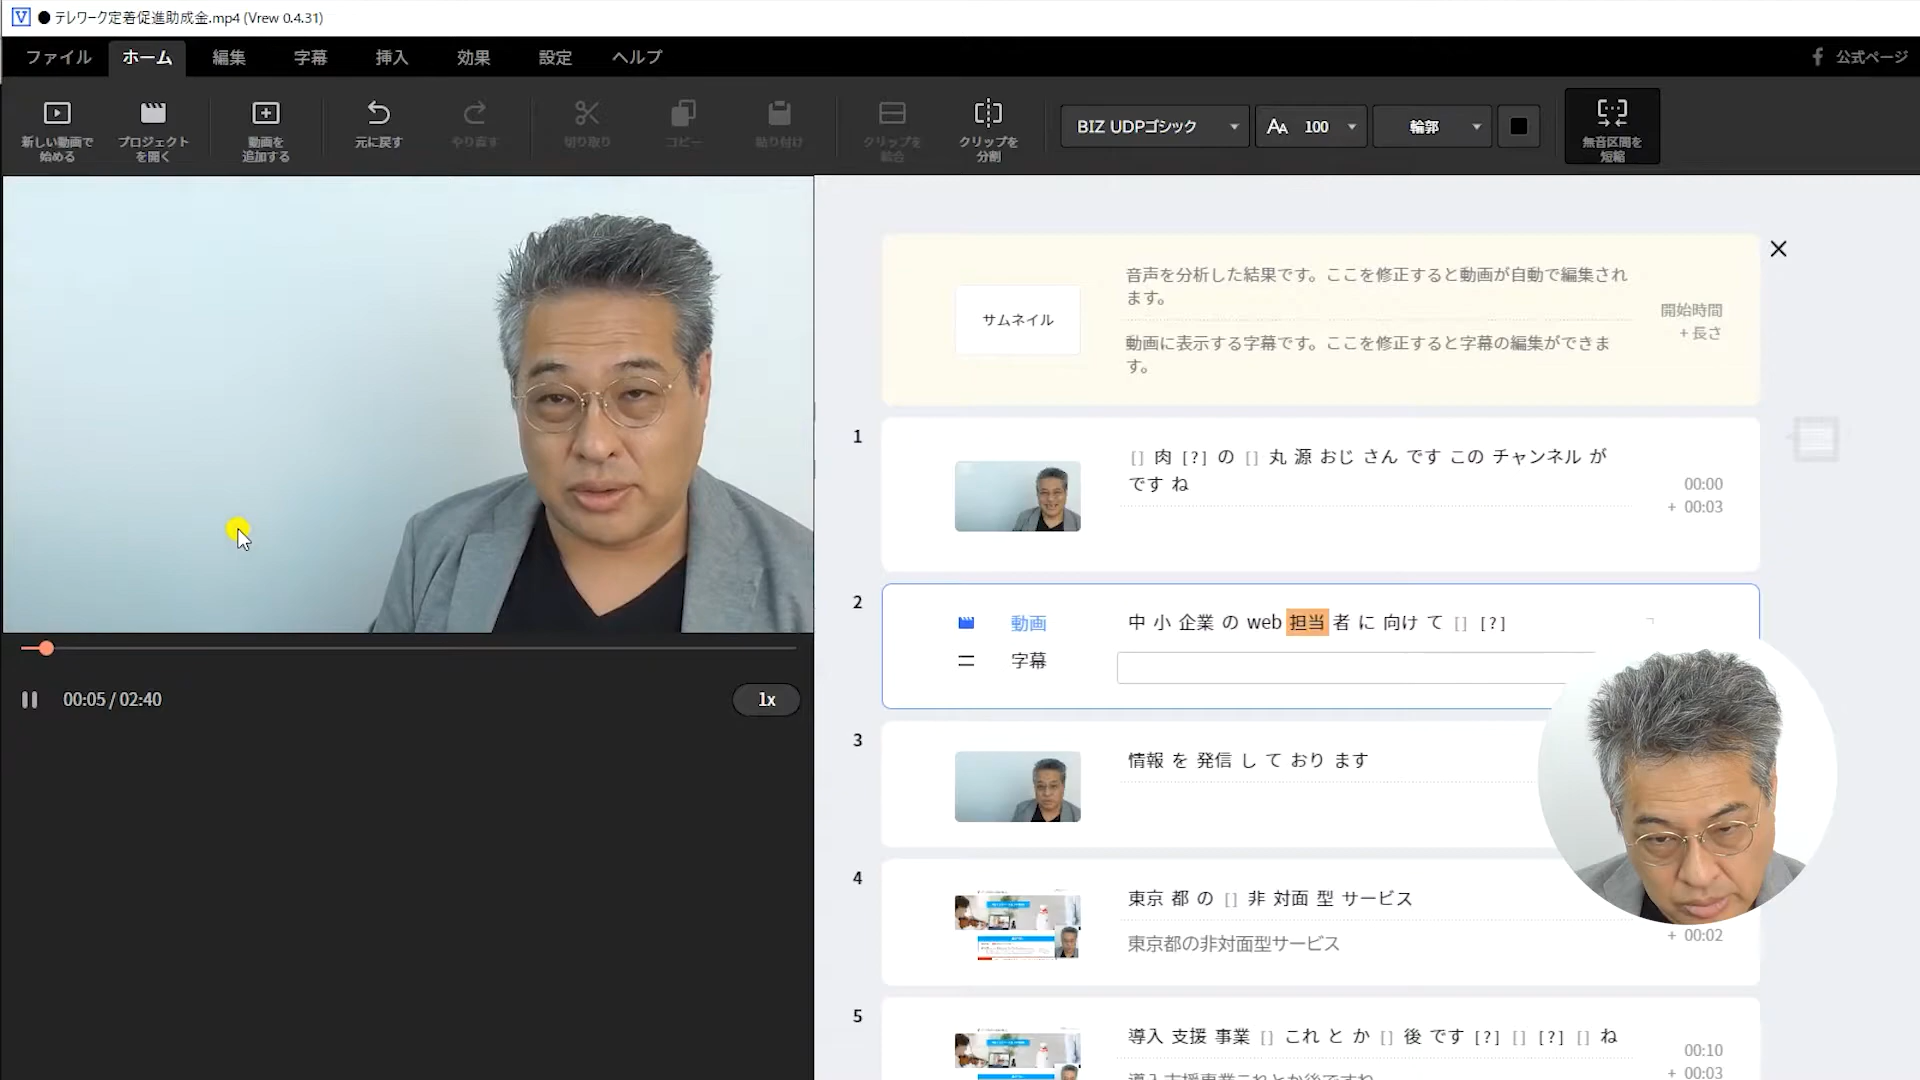 ● テレワーク定着促進助成金.mp4 (Vrew 0.4.31)
ファイル ホーム 編集 字幕 挿入 効果 設定 ヘルプ 公式ページ
新しい動画で始める
プロジェクトを開く
動画を追加する
元に戻す
やり直す
切り取り
コピー
貼り付け
クリップを結合
クリップを分割
BIZ UDPゴシック
100
輪郭
無音区間を短縮
サムネイル
音声を分析した結果です。ここを修正すると動画が自動で編集され
ます。
動画に表示する字幕です。ここを修正すると字幕の編集ができま
す。
開始時間
+ 長さ
1
[] 肉 [?] の [] 丸 源 おじ さん です この チャンネル が
です ね
00:00
+ 00:03
2
動画
中 小 企業 の web 担当 者 に 向け て [] [?]
字幕
00:05 / 02:40
1x
3
情報 を 発信 し て おり ます
4
東京 都 の [] 非 対面 型 サービス
東京都の非対面型サービス
+ 00:02
5
導入 支援 事業 [] これ と か [] 後 です [?] [] [?] [] ね
00:10
+ 00:03
導入支援事業これとか後ですね